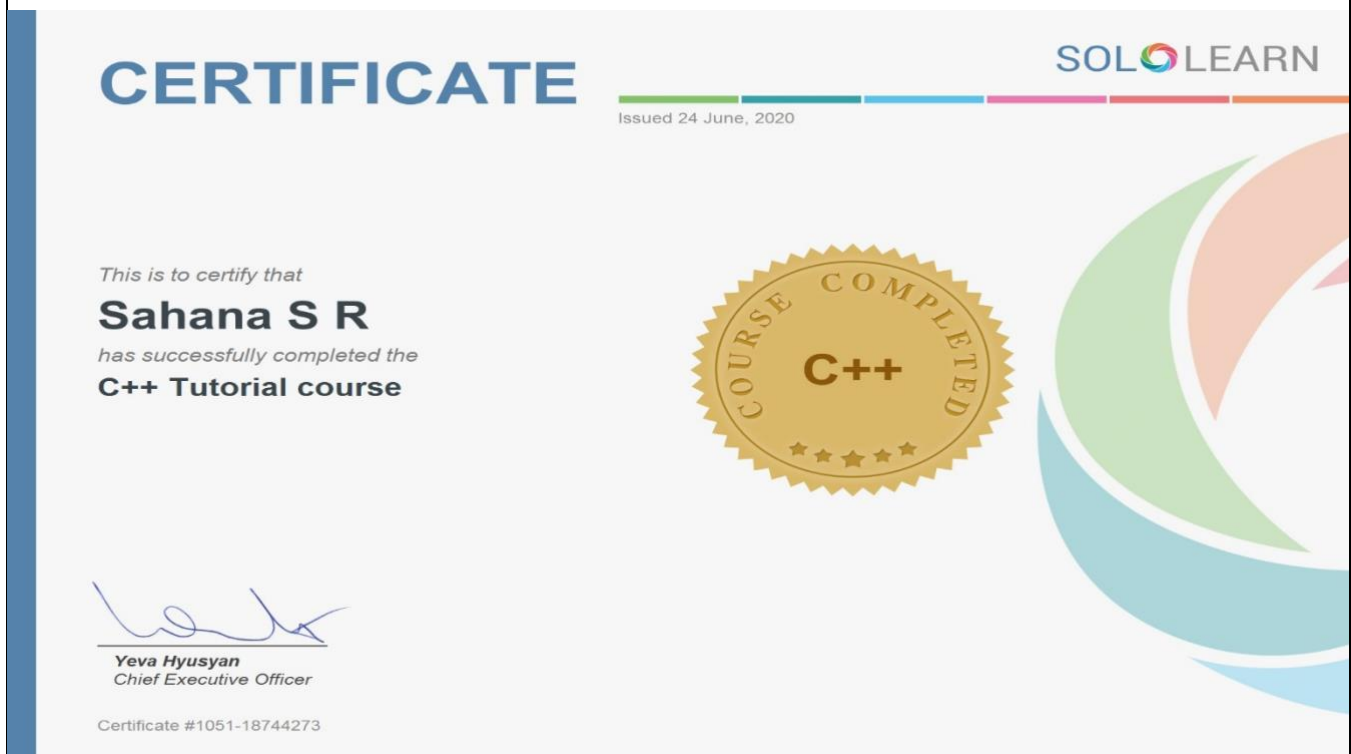 CERTIFICATE
SOLOLEARN
Issued 24 June, 2020
This is to certify that
Sahana S R
has successfully completed the
C++ Tutorial course
COURSE COMPLETED
C++
Yeva Hyusyan
Chief Executive Officer
Certificate #1051-18744273